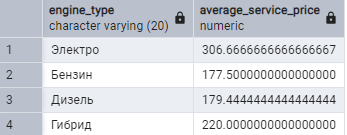 engine_type average_service_price
character varying (20) numeric
1 Электро 306.6666666666666667
2 Бензин 177.5000000000000000
3 Дизель 179.4444444444444444
4 Гибрид 220.0000000000000000